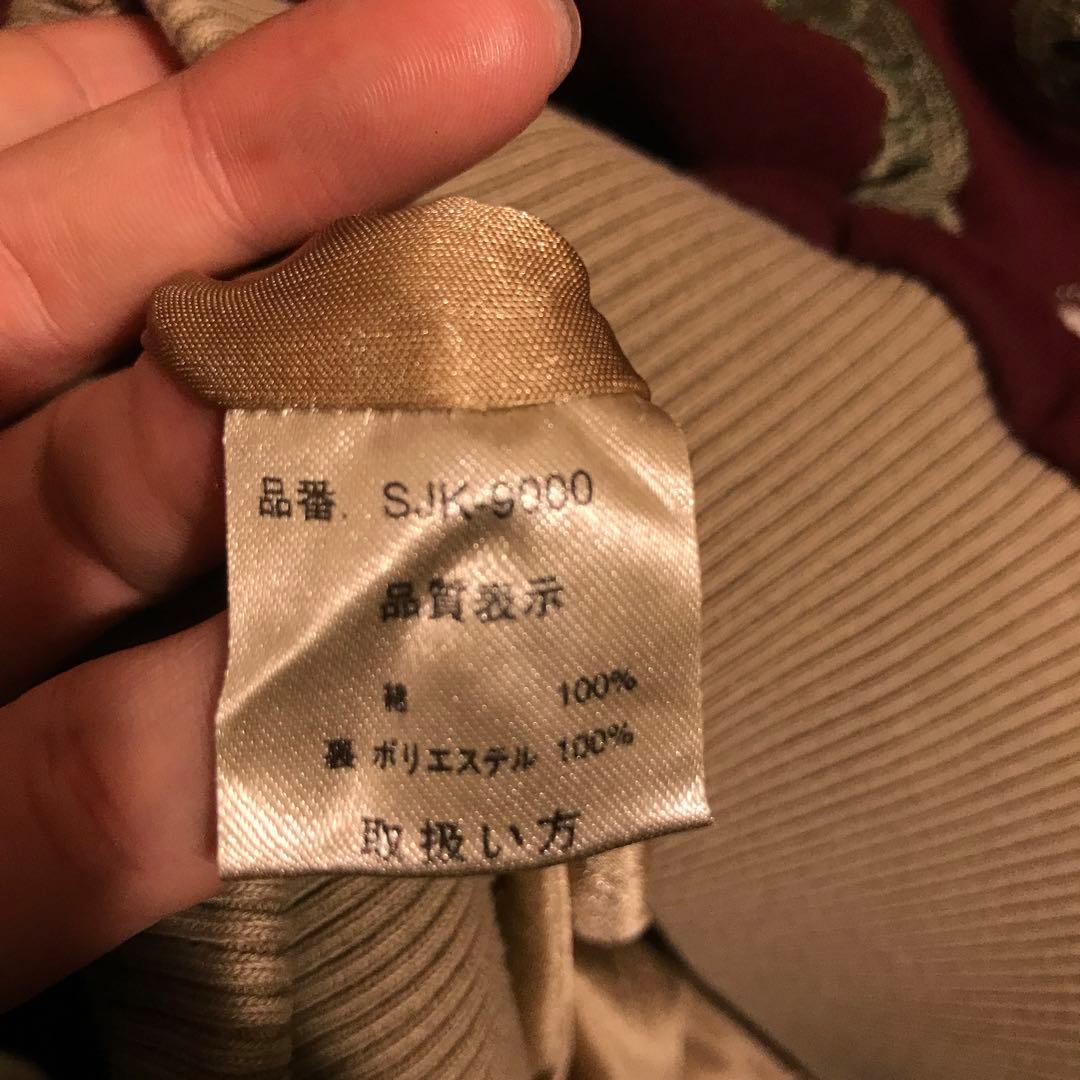 品番. SJK-9000
品質表示
綿 100%
裏 ポリエステル 100%
取扱い方